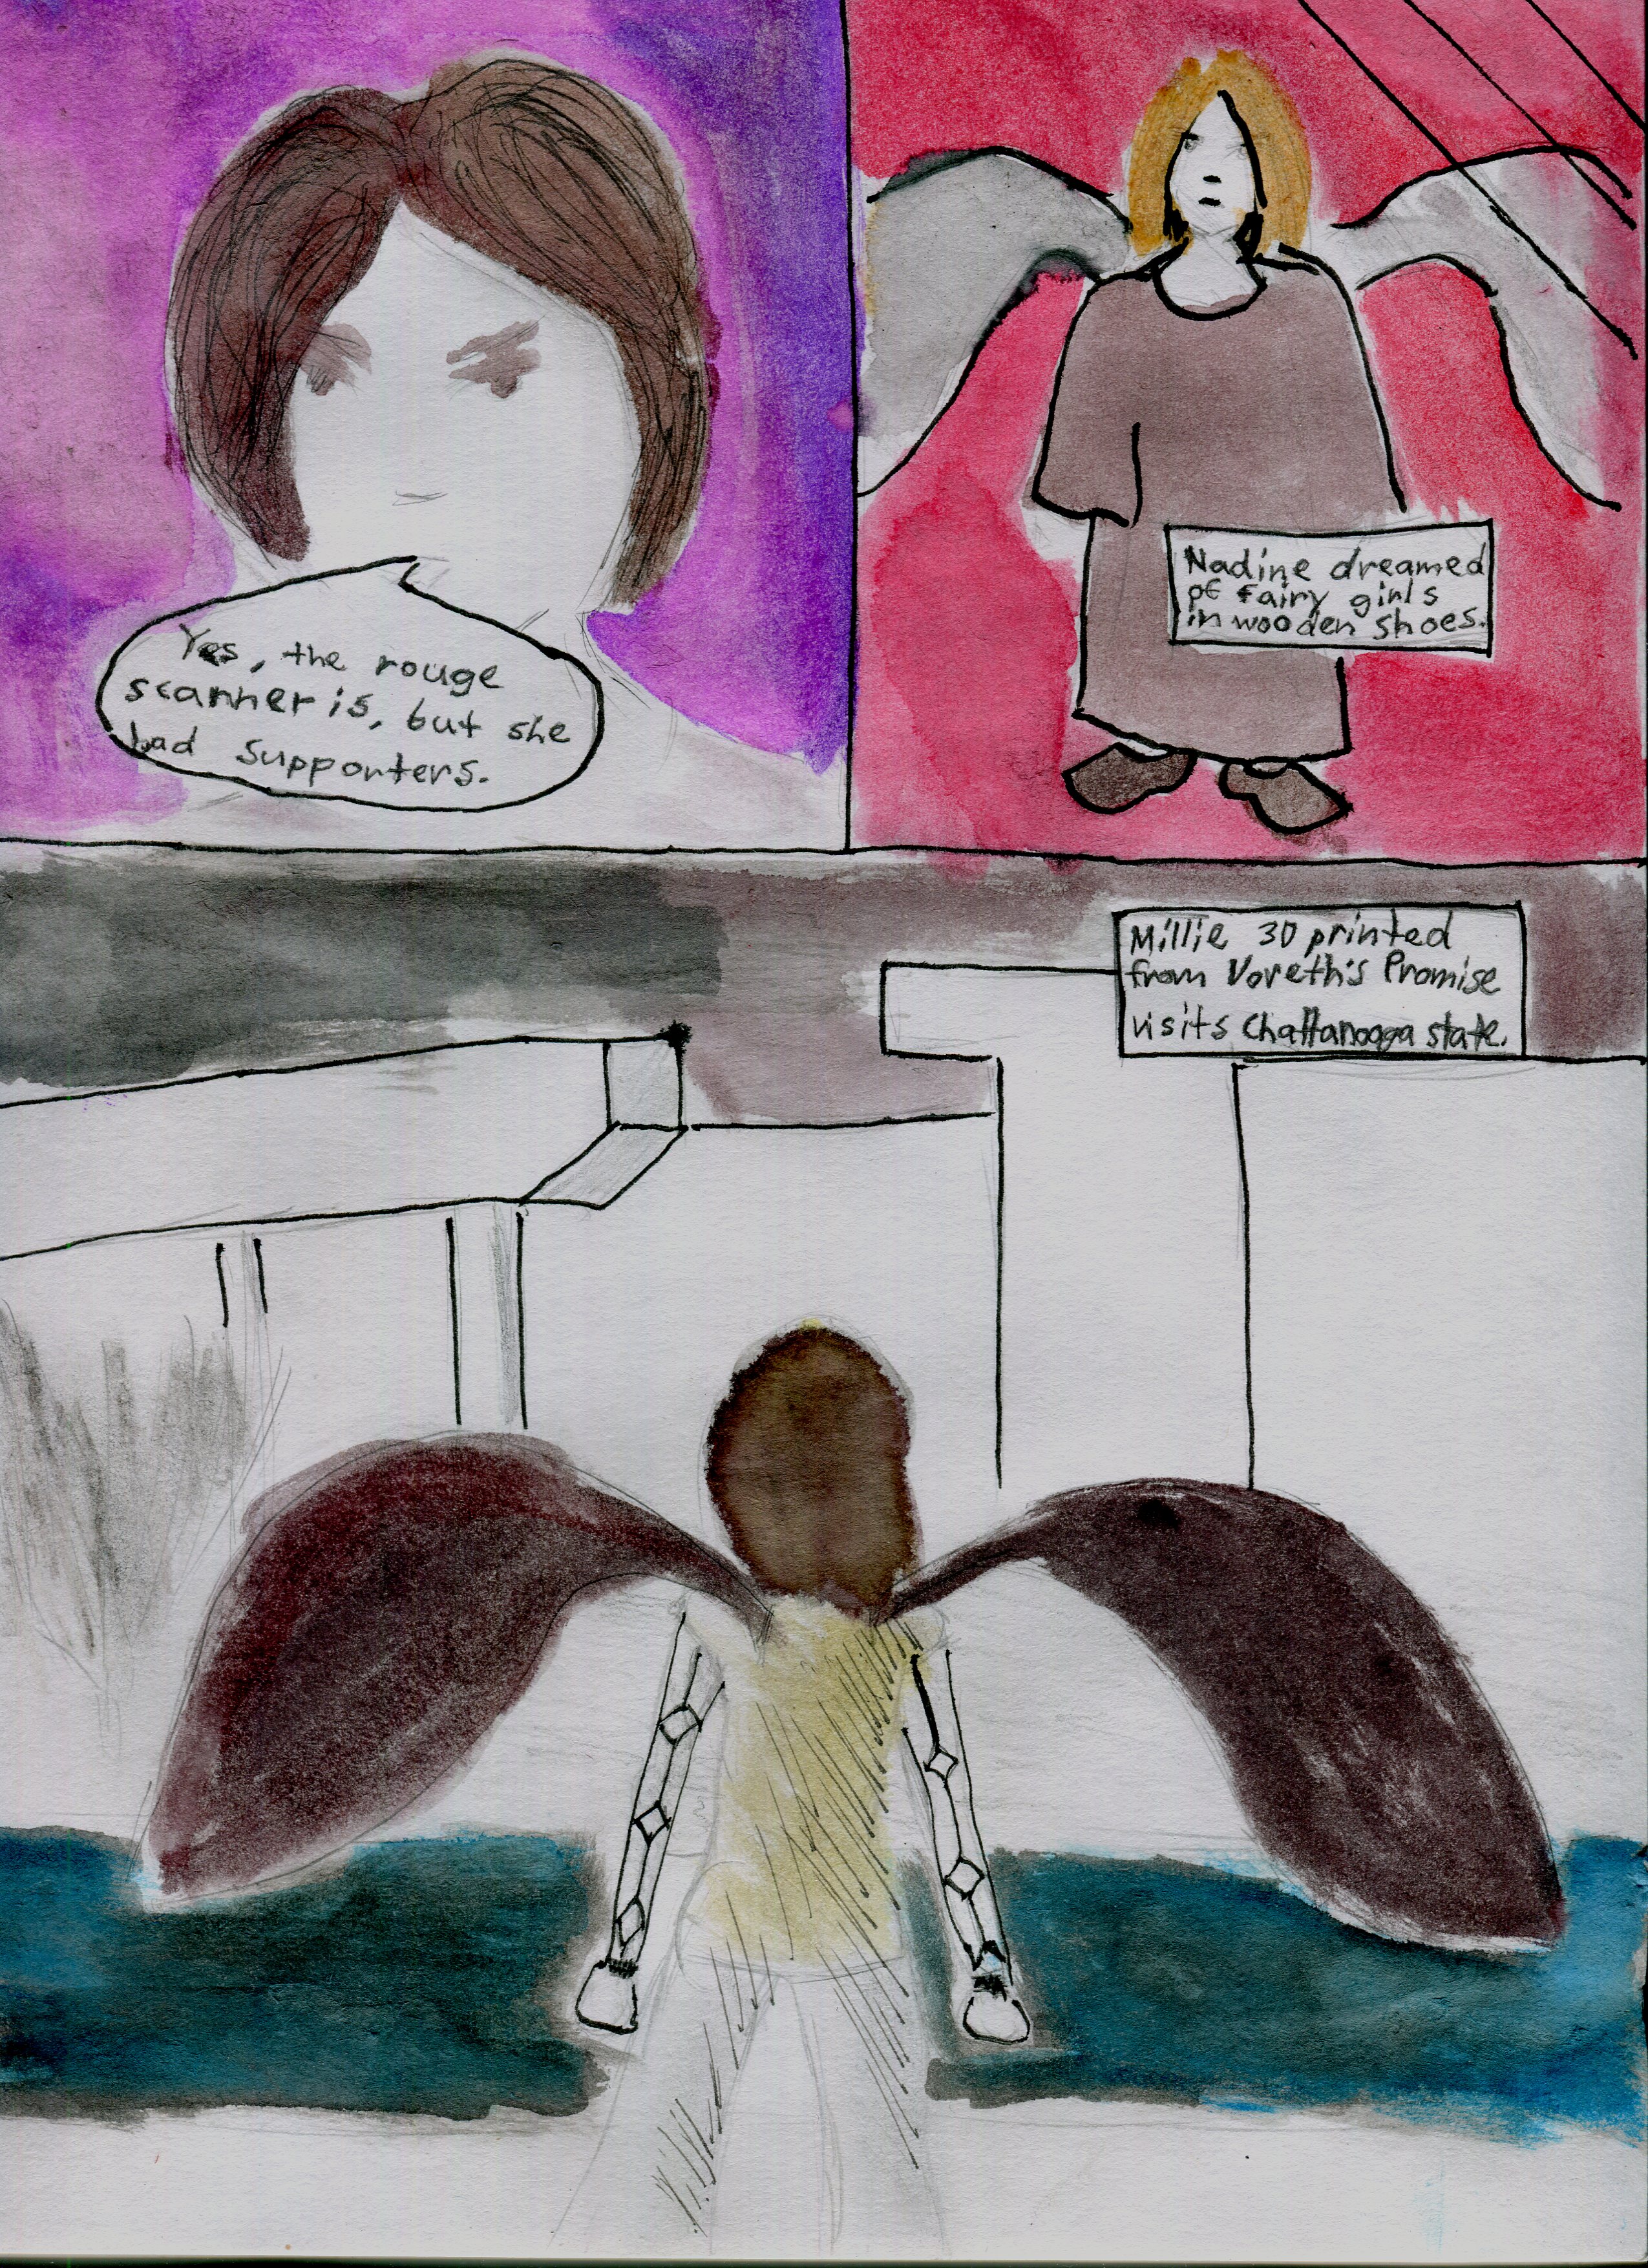 Yes, the rouge
scanner is, but she
had supporters.
Nadine dreamed
of fairy girls
in wooden shoes.
Millie 3D printed
from Voreth's Promise
visits Chattanooga state.